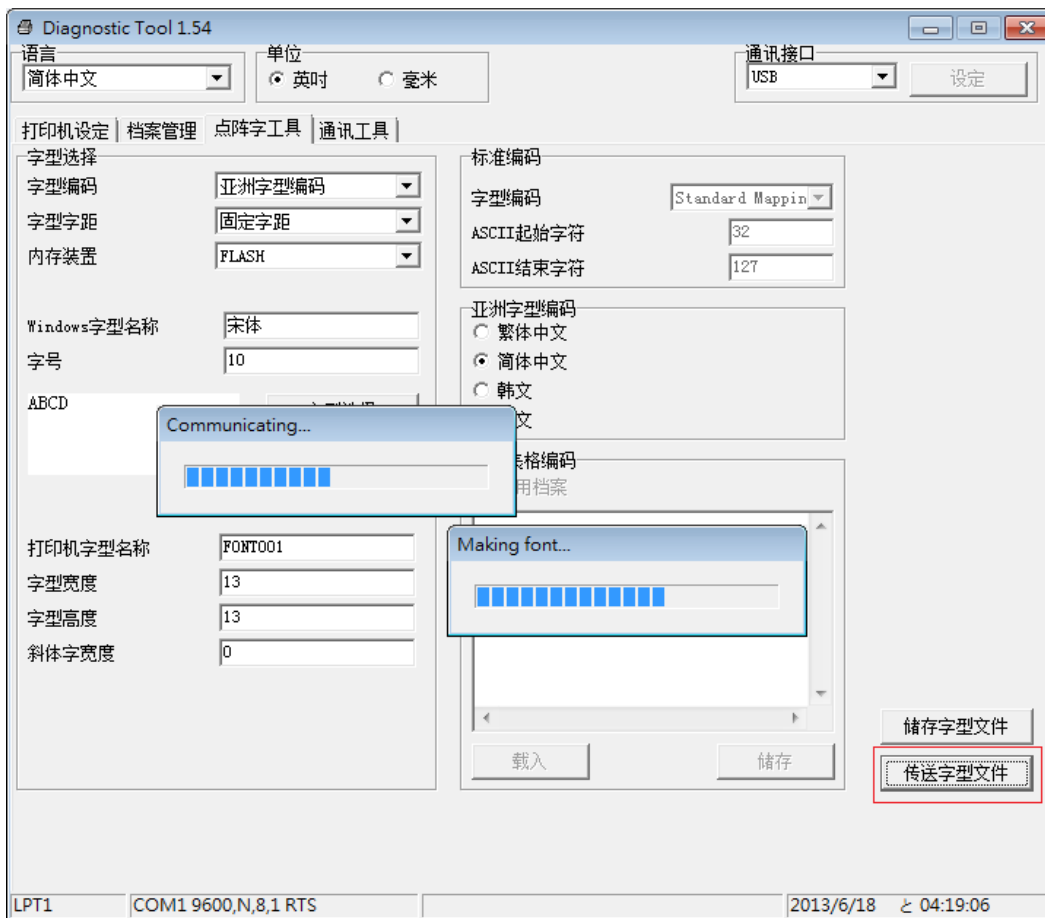 Diagnostic Tool 1.54
语言
单位
通讯接口
简体中文
英吋
毫米
USB
设定
打印机设定
档案管理
点阵字工具
通讯工具
字型选择
字型编码
亚洲字型编码
字型字距
固定字距
内存装置
FLASH
Windows字型名称
宋体
字号
10
ABCD
打印机字型名称
FONT001
字型宽度
13
字型高度
13
斜体字宽度
0
标准编码
字型编码
Standard Mappin
ASCII起始字符
32
ASCII结束字符
127
亚洲字型编码
繁体中文
简体中文
韩文
文
表格编码
用档案
Communicating...
Making font...
载入
储存
储存字型文件
传送字型文件
LPT1
COM1 9600,N,8,1 RTS
2013/6/18 と 04:19:06